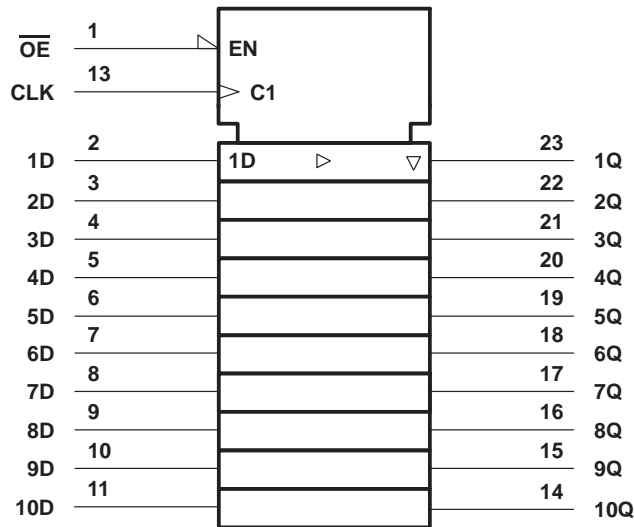 OE 1 EN
CLK 13 C1
1D 2 1D 23 1Q
2D 3 22 2Q
3D 4 21 3Q
4D 5 20 4Q
5D 6 19 5Q
6D 7 18 6Q
7D 8 17 7Q
8D 9 16 8Q
9D 10 15 9Q
10D 11 14 10Q